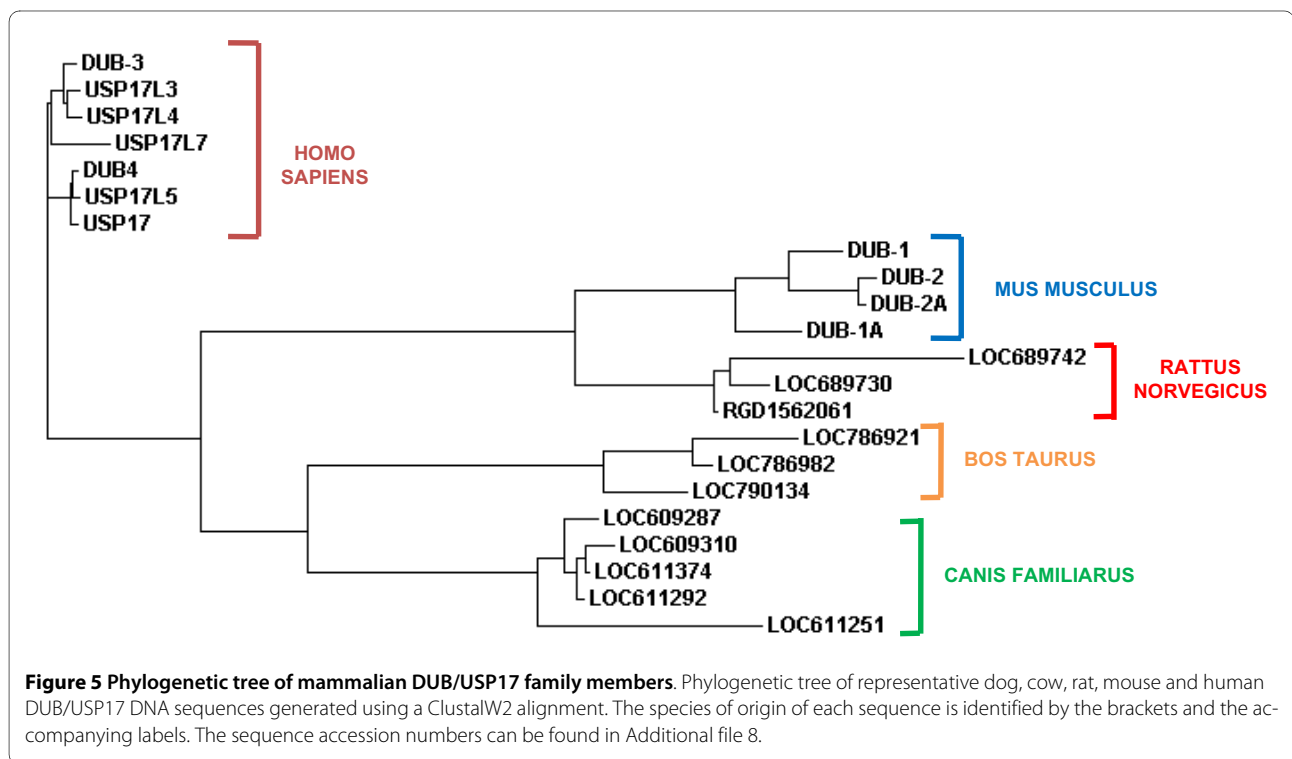 DUB-3
USP17L3
USP17L4
USP17L7
DUB4
USP17L5
USP17
HOMO
SAPIENS
DUB-1
DUB-2
DUB-2A
DUB-1A
MUS MUSCULUS
LOC689742
LOC689730
RGD1562061
RATTUS
NORVEGICUS
LOC786921
LOC786982
LOC790134
BOS TAURUS
LOC609287
LOC609310
LOC611374
LOC611292
LOC611251
CANIS FAMILIARUS
Figure 5 Phylogenetic tree of mammalian DUB/USP17 family members. Phylogenetic tree of representative dog, cow, rat, mouse and human
DUB/USP17 DNA sequences generated using a ClustalW2 alignment. The species of origin of each sequence is identified by the brackets and the ac-
companying labels. The sequence accession numbers can be found in Additional file 8.